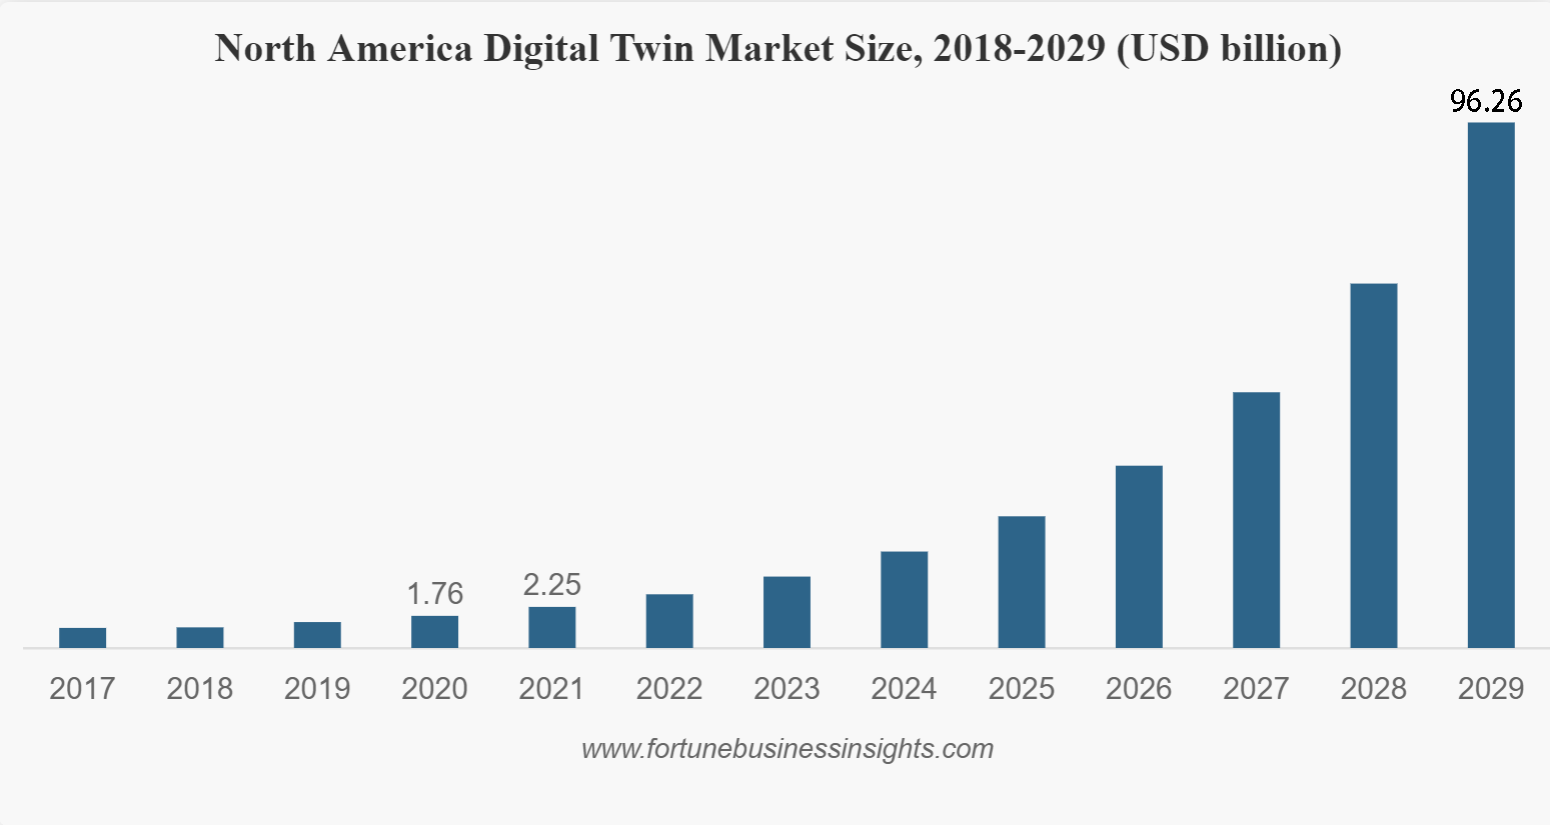 North America Digital Twin Market Size, 2018-2029 (USD billion)
96.26
1.76
2.25
2017 2018 2019 2020 2021 2022 2023 2024 2025 2026 2027 2028 2029
www.fortunebusinessinsights.com